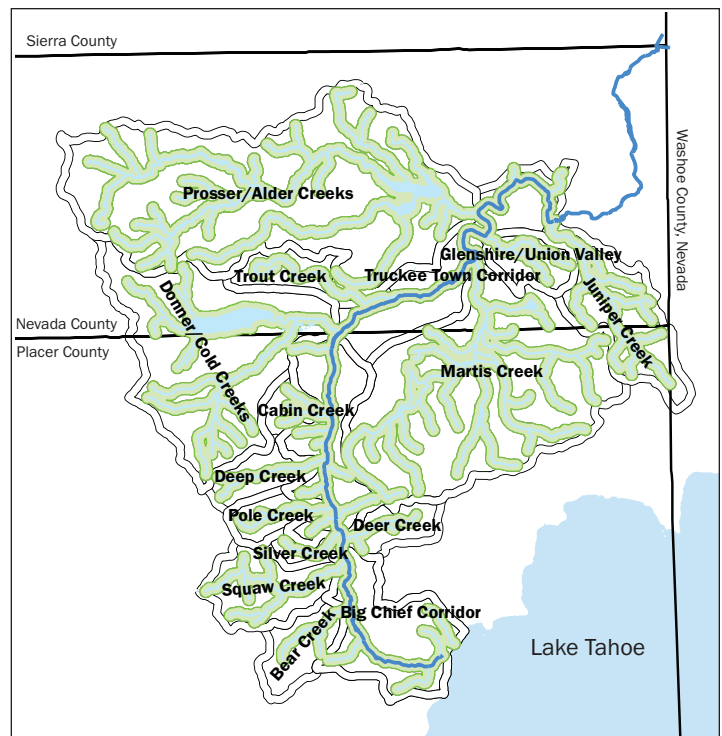 Sierra County
Washoe County, Nevada
Prosser/Alder Creeks
Glenshire/Union Valley
Trout Creek
Truckee Town Corridor
Juniper Creek
Donner Cold Creeks
Nevada County
Placer County
Martis Creek
Cabin Creek
Deep Creek
Pole Creek
Deer Creek
Silver Creek
Squaw Creek
Big Chief Corridor
Bear Creek
Lake Tahoe